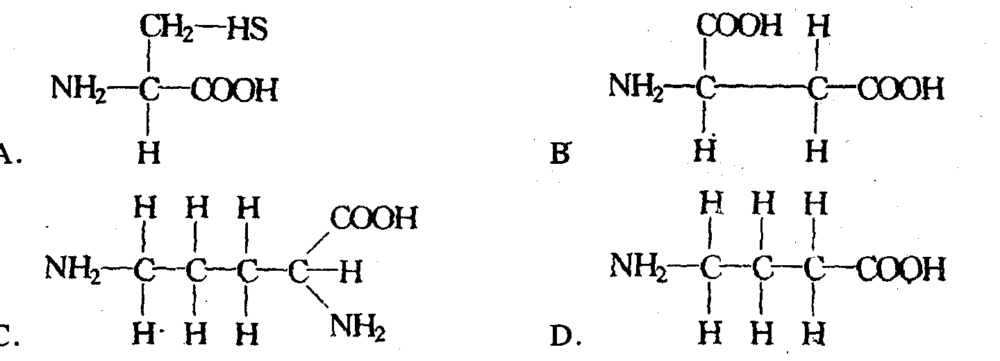 CH₂—HS
NH₂—C—COOH
H
A.
COOH H
NH₂—C—C—COOH
H H
B
H H H COOH
NH₂—C—C—C—C—H
H H H NH₂
C.
H H H
NH₂—C—C—C—COOH
H H H
D.